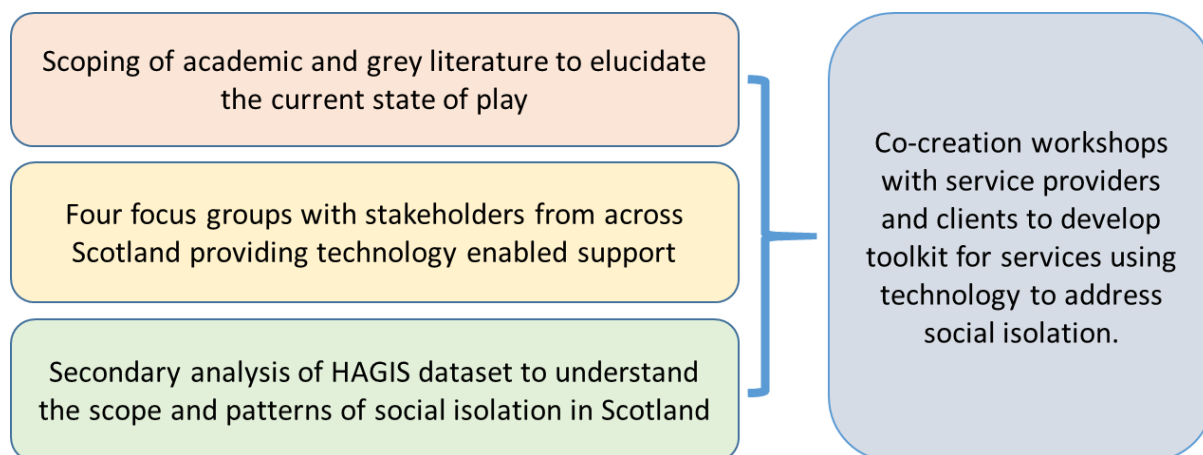 Scoping of academic and grey literature to elucidate
the current state of play
Four focus groups with stakeholders from across
Scotland providing technology enabled support
Secondary analysis of HAGIS dataset to understand
the scope and patterns of social isolation in Scotland
Co-creation workshops
with service providers
and clients to develop
toolkit for services using
technology to address
social isolation.